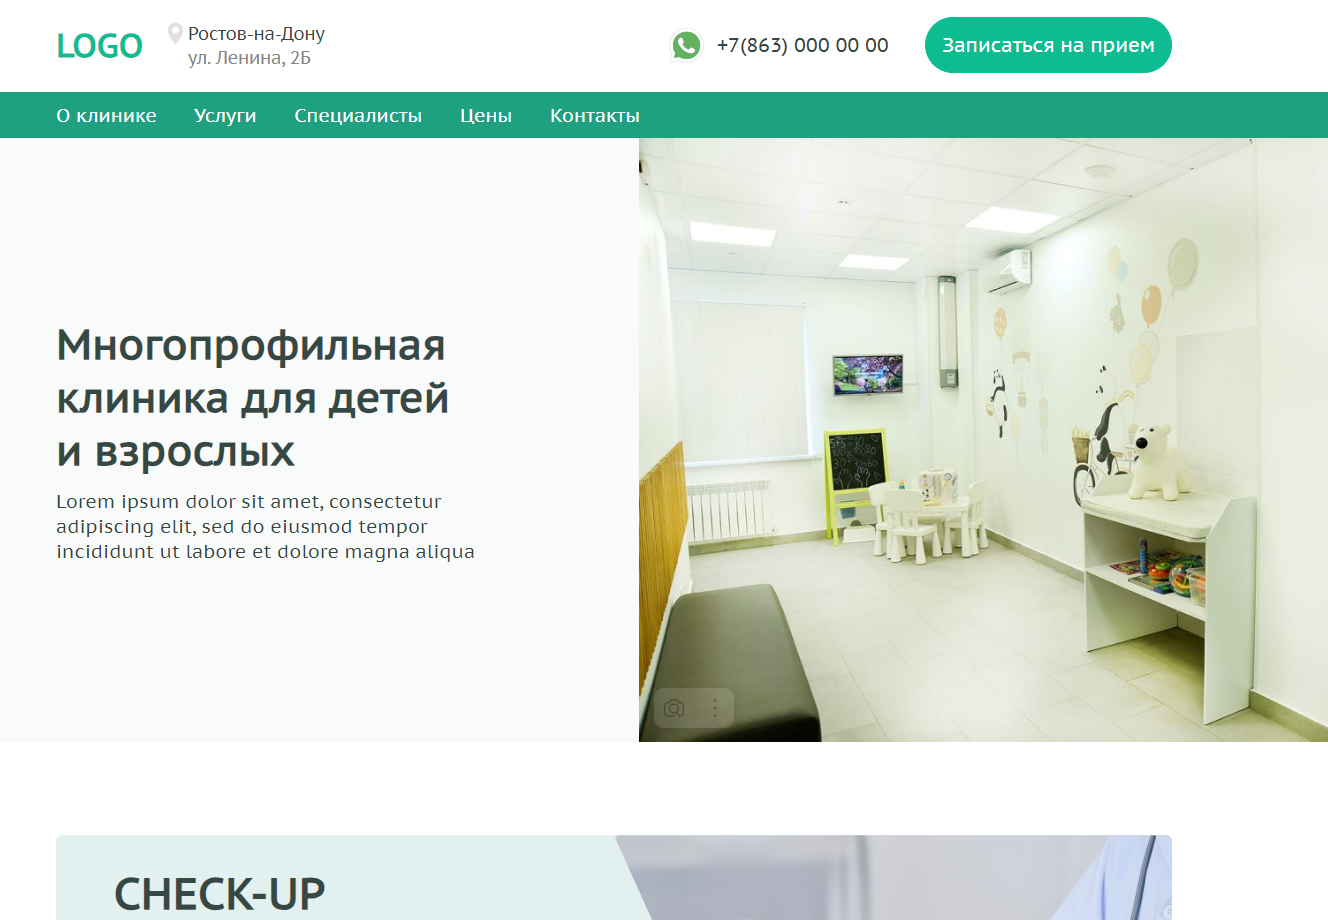 LOGO
Ростов-на-Дону
ул. Ленина, 2Б
+7(863) 000 00 00
Записаться на прием
О клинике
Услуги
Специалисты
Цены
Контакты
Многопрофильная
клиника для детей
и взрослых
Lorem ipsum dolor sit amet, consectetur
adipiscing elit, sed do eiusmod tempor
incididunt ut labore et dolore magna aliqua
CHECK-UP